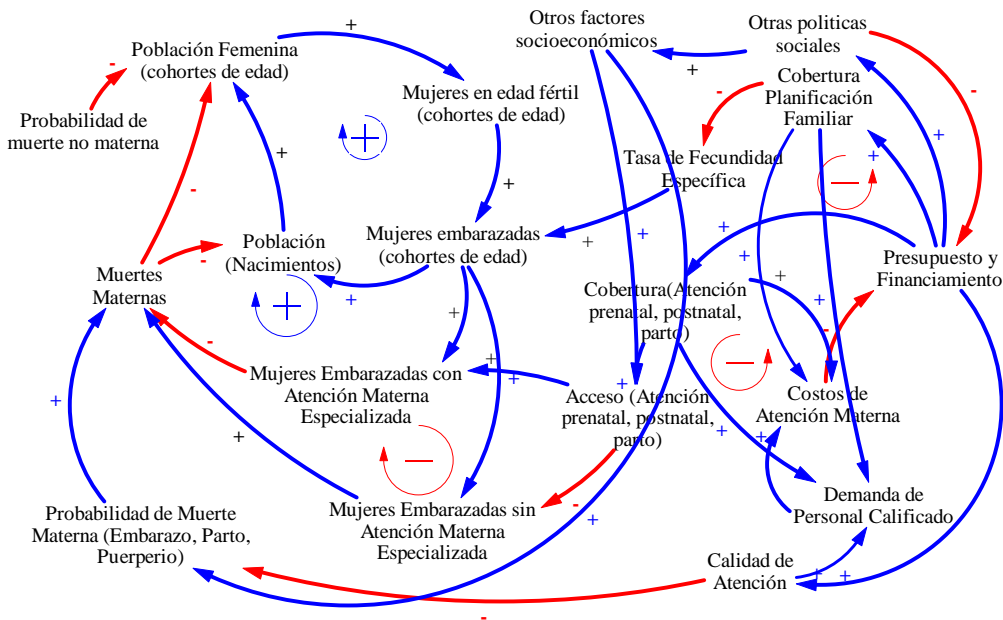 Otros factores
socioeconómicos
Otras politicas
sociales
Población Femenina
(cohortes de edad)
Mujeres en edad fértil
(cohortes de edad)
Cobertura
Planificación
Familiar
Probabilidad de
muerte no materna
Tasa de Fecundidad
Específica
Población
(Nacimientos)
Mujeres embarazadas
(cohortes de edad)
Presupuesto y
Financiamiento
Muertes
Maternas
Cobertura(Atención
prenatal, postnatal,
parto)
Mujeres Embarazadas con
Atención Materna
Especializada
Acceso (Atención
prenatal, postnatal,
parto)
Costos de
Atención Materna
Probabilidad de Muerte
Materna (Embarazo, Parto,
Puerperio)
Mujeres Embarazadas sin
Atención Materna
Especializada
Demanda de
Personal Calificado
Calidad de
Atención